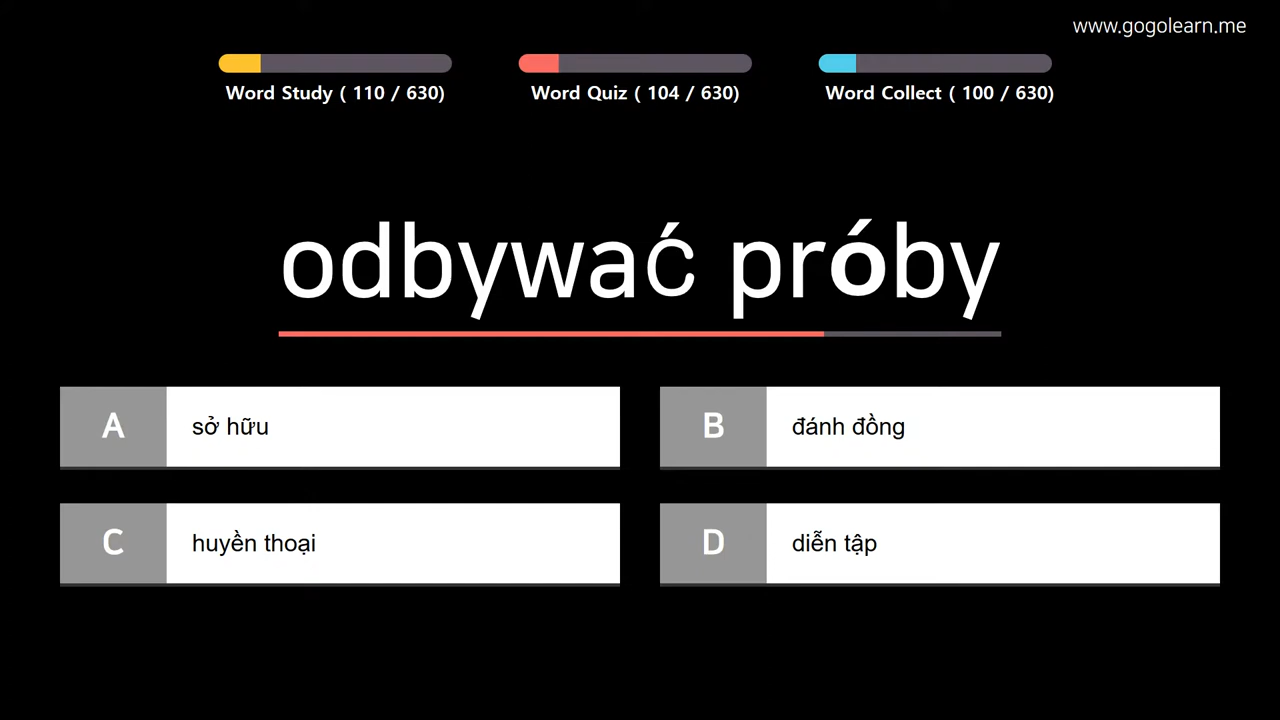 www.gogolearn.me
Word Study ( 110 / 630)
Word Quiz ( 104 / 630)
Word Collect ( 100 / 630)
odbywać próby
A sở hữu
B đánh đồng
C huyền thoại
D diễn tập